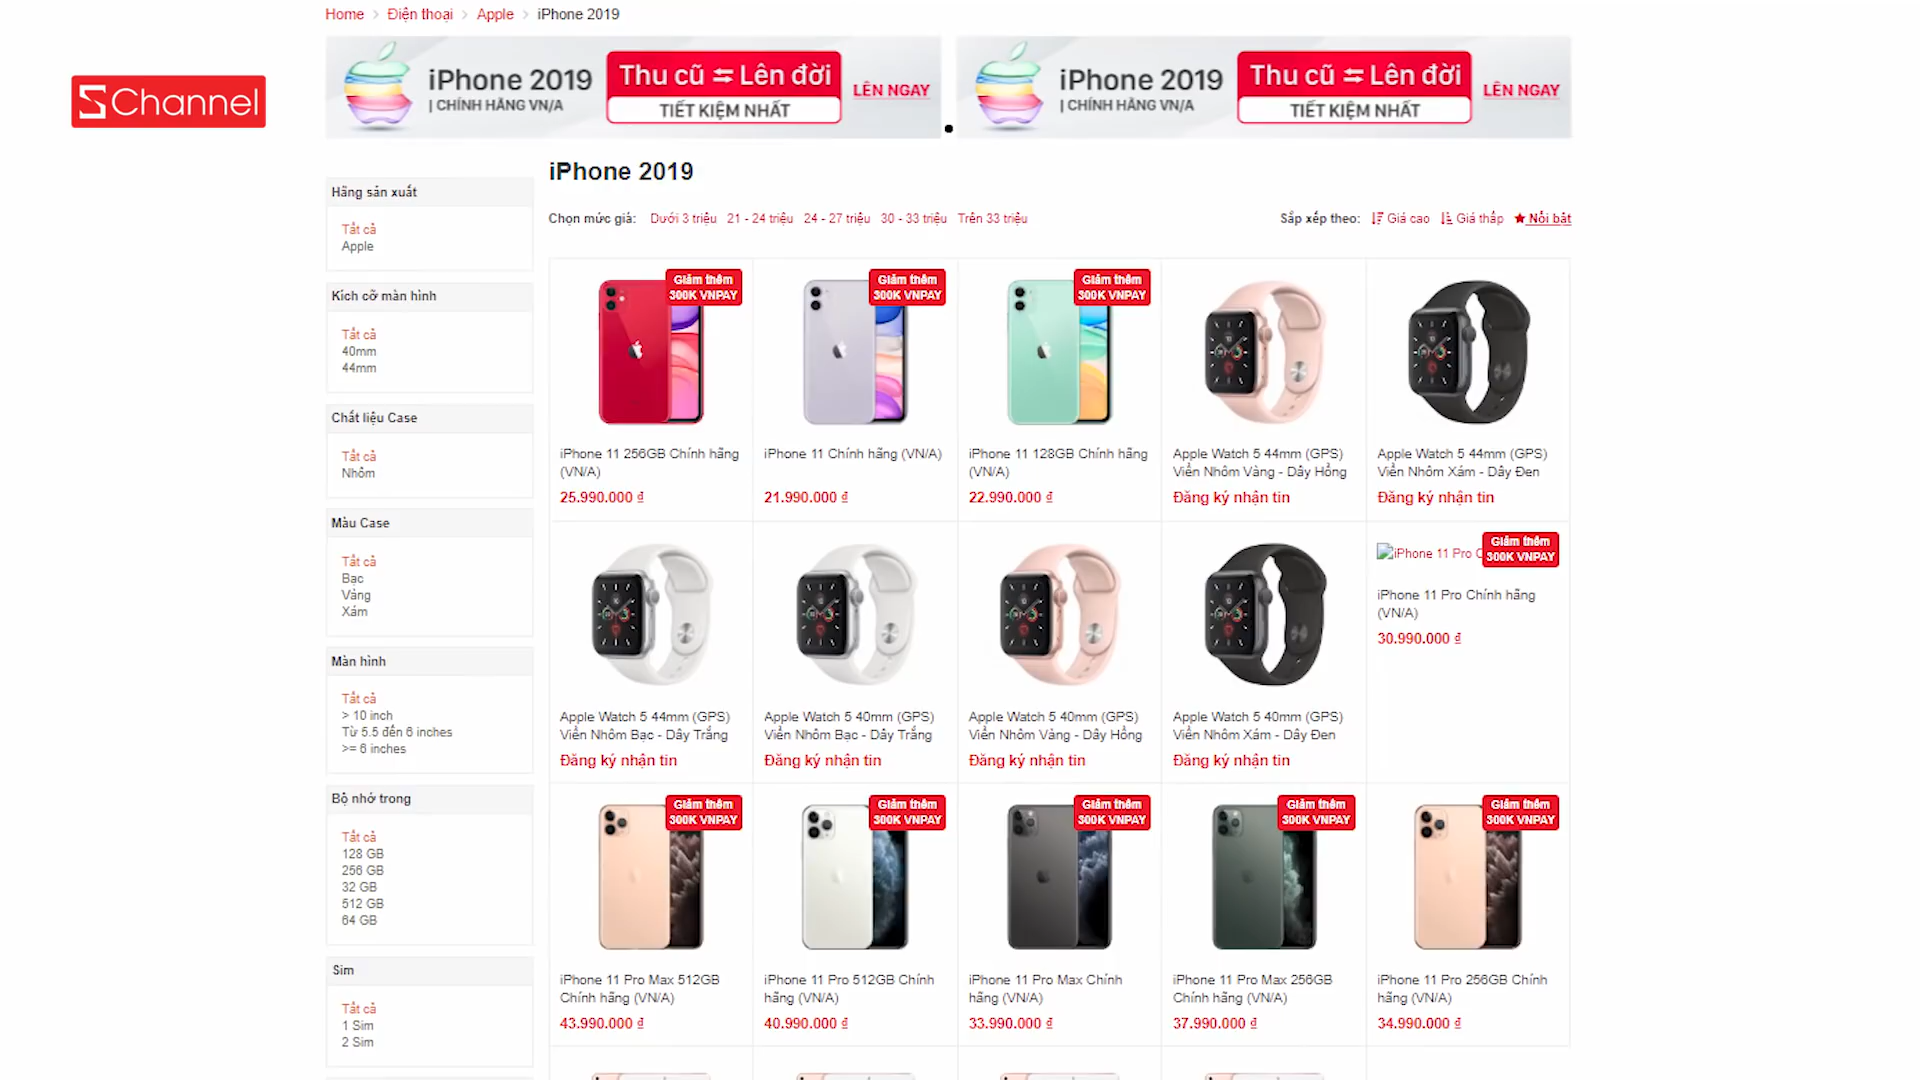 Home > Điện thoại > Apple > iPhone 2019
iPhone 2019
| CHÍNH HÃNG VN/A
Thu cũ ⇆ Lên đời
TIẾT KIỆM NHẤT
LÊN NGAY
iPhone 2019
| CHÍNH HÃNG VN/A
Thu cũ ⇆ Lên đời
TIẾT KIỆM NHẤT
LÊN NGAY
SChannel
iPhone 2019
Chọn mức giá: Dưới 3 triệu 21 - 24 triệu 24 - 27 triệu 30 - 33 triệu Trên 33 triệu
Sắp xếp theo: Giá cao Giá thấp Nổi bật
Hãng sản xuất
Tất cả
Apple
Kích cỡ màn hình
Tất cả
40mm
44mm
Chất liệu Case
Tất cả
Nhôm
Màu Case
Tất cả
Bạc
Vàng
Xám
Màn hình
Tất cả
> 10 inch
Từ 5.5 đến 6 inches
>= 6 inches
Bộ nhớ trong
Tất cả
128 GB
256 GB
32 GB
512 GB
64 GB
Sim
Tất cả
1 Sim
2 Sim
Giảm thêm
300K VNPAY
iPhone 11 256GB Chính hãng
(VN/A)
25.990.000 ₫
Giảm thêm
300K VNPAY
iPhone 11 Chính hãng (VN/A)
21.990.000 ₫
Giảm thêm
300K VNPAY
iPhone 11 128GB Chính hãng
(VN/A)
22.990.000 ₫
Apple Watch 5 44mm (GPS)
Viền Nhôm Vàng - Dây Hồng
Đăng ký nhận tin
Apple Watch 5 44mm (GPS)
Viền Nhôm Xám - Dây Đen
Đăng ký nhận tin
Apple Watch 5 44mm (GPS)
Viền Nhôm Bạc - Dây Trắng
Đăng ký nhận tin
Apple Watch 5 40mm (GPS)
Viền Nhôm Bạc - Dây Trắng
Đăng ký nhận tin
Apple Watch 5 40mm (GPS)
Viền Nhôm Vàng - Dây Hồng
Đăng ký nhận tin
Apple Watch 5 40mm (GPS)
Viền Nhôm Xám - Dây Đen
Đăng ký nhận tin
iPhone 11 Pro C
Giảm thêm
300K VNPAY
iPhone 11 Pro Chính hãng
(VN/A)
30.990.000 ₫
Giảm thêm
300K VNPAY
iPhone 11 Pro Max 512GB
Chính hãng (VN/A)
43.990.000 ₫
Giảm thêm
300K VNPAY
iPhone 11 Pro 512GB Chính
hãng (VN/A)
40.990.000 ₫
Giảm thêm
300K VNPAY
iPhone 11 Pro Max Chính
hãng (VN/A)
33.990.000 ₫
Giảm thêm
300K VNPAY
iPhone 11 Pro Max 256GB
Chính hãng (VN/A)
37.990.000 ₫
Giảm thêm
300K VNPAY
iPhone 11 Pro 256GB Chính
hãng (VN/A)
34.990.000 ₫